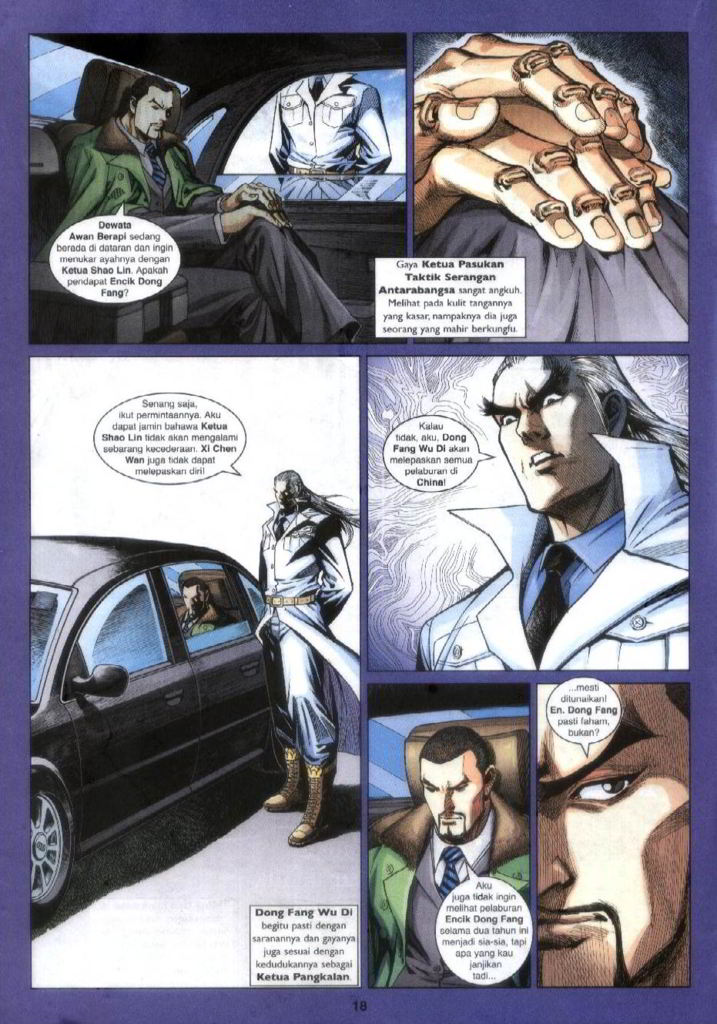 Dewata
Awan Berapi sedang
berada di dataran dan ingin
menukar ayahnya dengan
Ketua Shao Lin. Apakah
pendapat Encik Dong
Fang?
Gaya Ketua Pasukan
Taktik Serangan
Antarabangsa sangat angkuh.
Melihat pada kulit tangannya
yang kasar, nampaknya dia juga
seorang yang mahir berkungfu.
Senang saja,
ikut permintaannya. Aku
dapat jamin bahawa Ketua
Shao Lin tidak akan mengalami
sebarang kecederaan. Xi Chen
Wan juga tidak dapat
melepaskan diri!
Kalau
tidak, aku, Dong
Fang Wu Di akan
melepaskan semua
pelaburan di
China!
Dong Fang Wu Di
begitu pasti dengan
saranannya dan gayanya
juga sesuai dengan
kedudukannya sebagai
Ketua Pangkalan.
Aku
juga tidak ingin
melihat pelaburan
Encik Dong Fang
selama dua tahun ini
menjadi sia-sia, tapi
apa yang kau
janjikan
tadi...
...mesti
ditunaikan!
En. Dong Fang
pasti faham,
bukan?
18